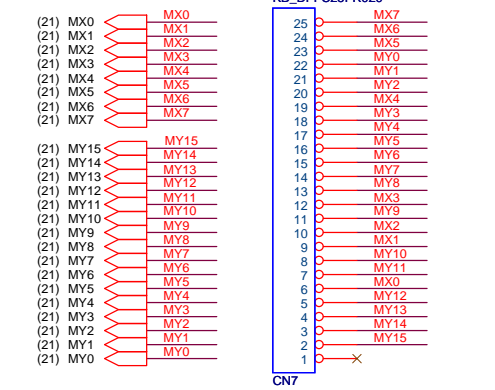 (21) MX0 MX0
(21) MX1 MX1
(21) MX2 MX2
(21) MX3 MX3
(21) MX4 MX4
(21) MX5 MX5
(21) MX6 MX6
(21) MX7 MX7
(21) MY15 MY15
(21) MY14 MY14
(21) MY13 MY13
(21) MY12 MY12
(21) MY11 MY11
(21) MY10 MY10
(21) MY9 MY9
(21) MY8 MY8
(21) MY7 MY7
(21) MY6 MY6
(21) MY5 MY5
(21) MY4 MY4
(21) MY3 MY3
(21) MY2 MY2
(21) MY1 MY1
(21) MY0 MY0
25 MX7
24 MX6
23 MX5
22 MY0
21 MY1
20 MY2
19 MX4
18 MY3
17 MY4
16 MY5
15 MY6
14 MY7
13 MY8
12 MX3
11 MY9
10 MX2
9 MX1
8 MY10
7 MY11
6 MX0
5 MY12
4 MY13
3 MY14
2 MY15
1
CN7